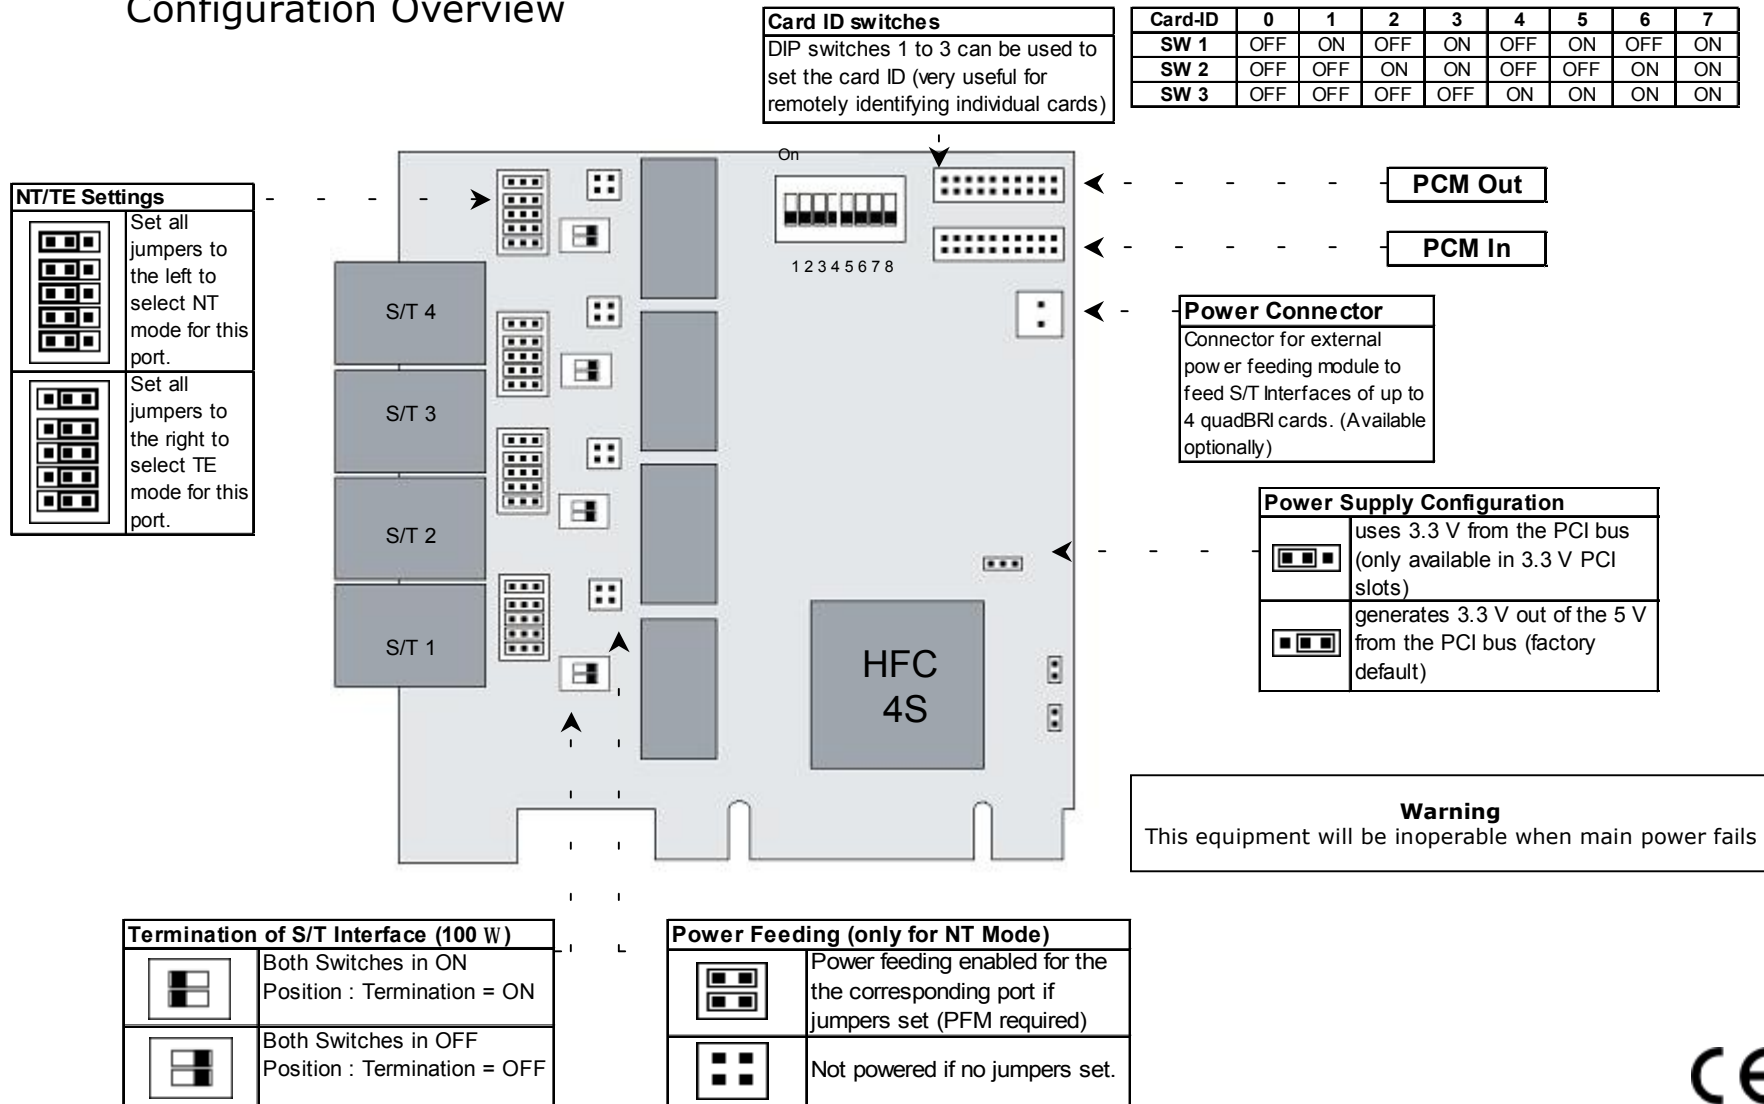 Configuration Overview
Card ID switches
DIP switches 1 to 3 can be used to
set the card ID (very useful for
remotely identifying individual cards)
Card-ID 0 1 2 3 4 5 6 7
SW 1 OFF ON OFF ON OFF ON OFF ON
SW 2 OFF OFF ON ON OFF OFF ON ON
SW 3 OFF OFF OFF OFF ON ON ON ON
On
1 2 3 4 5 6 7 8
PCM Out
PCM In
NT/TE Settings
Set all
jumpers to
the left to
select NT
mode for this
port.
Set all
jumpers to
the right to
select TE
mode for this
port.
S/T 4
S/T 3
S/T 2
S/T 1
HFC
4S
Power Connector
Connector for external
power feeding module to
feed S/T Interfaces of up to
4 quadBRI cards. (Available
optionally)
Power Supply Configuration
uses 3.3 V from the PCI bus
(only available in 3.3 V PCI
slots)
generates 3.3 V out of the 5 V
from the PCI bus (factory
default)
Warning
This equipment will be inoperable when main power fails
Termination of S/T Interface (100 W)
Both Switches in ON
Position : Termination = ON
Both Switches in OFF
Position : Termination = OFF
Power Feeding (only for NT Mode)
Power feeding enabled for the
the corresponding port if
jumpers set (PFM required)
Not powered if no jumpers set.
CE